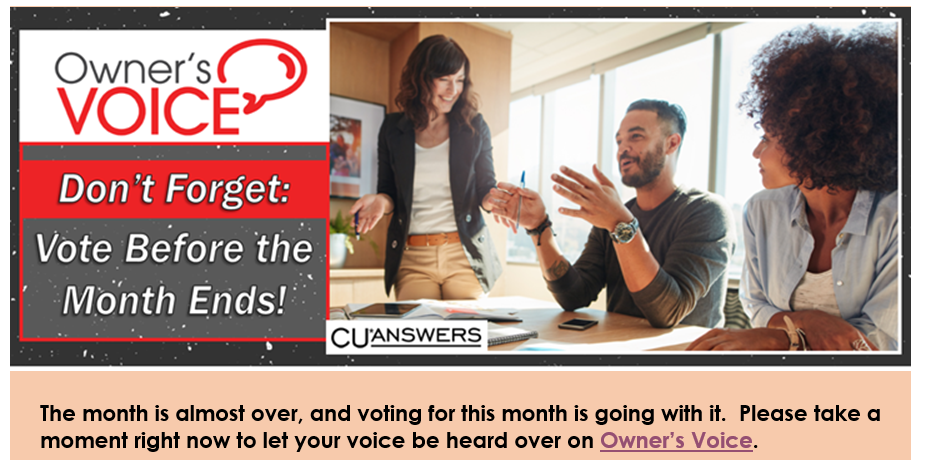 Owner's
VOICE
Don't Forget:
Vote Before the
Month Ends!
CU*ANSWERS
The month is almost over, and voting for this month is going with it.  Please take a
moment right now to let your voice be heard over on Owner's Voice.